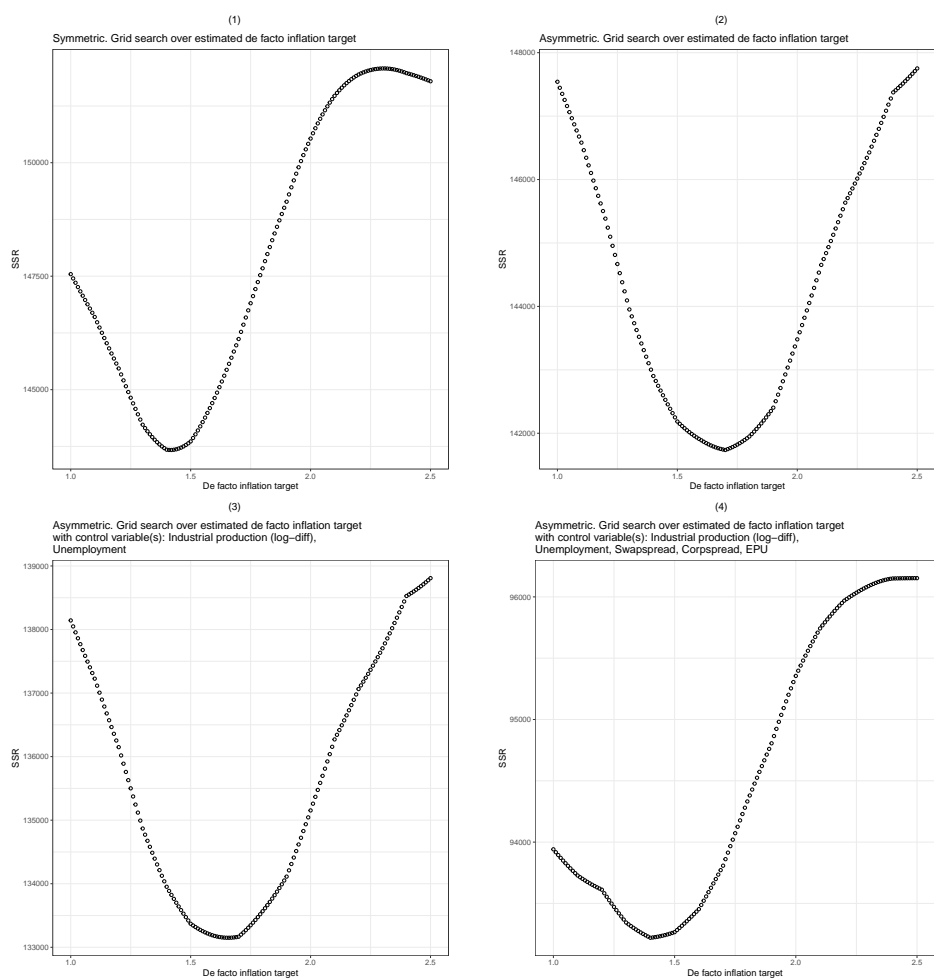 (1)
Symmetric. Grid search over estimated de facto inflation target
150000
147500
145000
SSR
1.0 1.5 2.0 2.5
De facto inflation target
(2)
Asymmetric. Grid search over estimated de facto inflation target
148000
146000
144000
142000
SSR
1.0 1.5 2.0 2.5
De facto inflation target
(3)
Asymmetric. Grid search over estimated de facto inflation target
with control variable(s): Industrial production (log−diff),
Unemployment
139000
138000
137000
136000
135000
134000
133000
SSR
1.0 1.5 2.0 2.5
De facto inflation target
(4)
Asymmetric. Grid search over estimated de facto inflation target
with control variable(s): Industrial production (log−diff),
Unemployment, Swapspread, Corpspread, EPU
96000
95000
94000
SSR
1.0 1.5 2.0 2.5
De facto inflation target